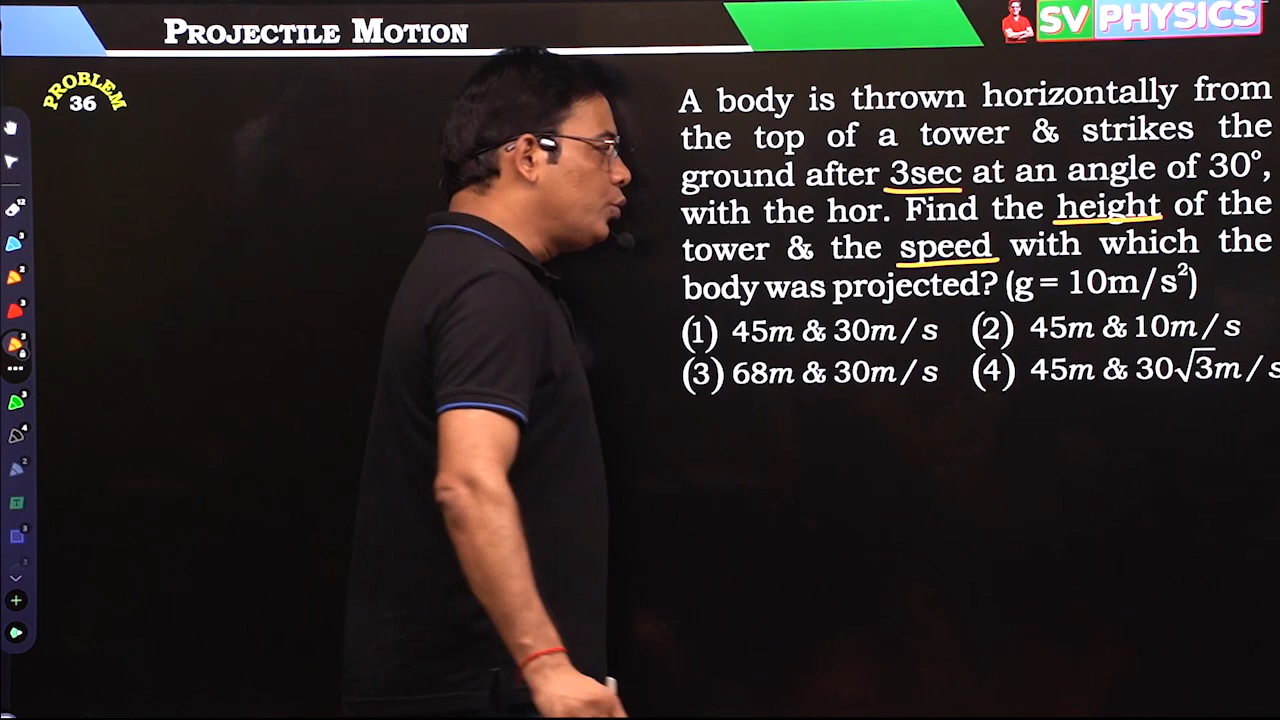 PROJECTILE MOTION
SV PHYSICS
PROBLEM
36
A body is thrown horizontally from
the top of a tower & strikes the
ground after 3sec at an angle of 30°,
with the hor. Find the height of the
tower & the speed with which the
body was projected? (g = 10m/s²)
(1) 45m & 30m/s (2) 45m & 10m/s
(3) 68m & 30m/s (4) 45m & 30√3m/s